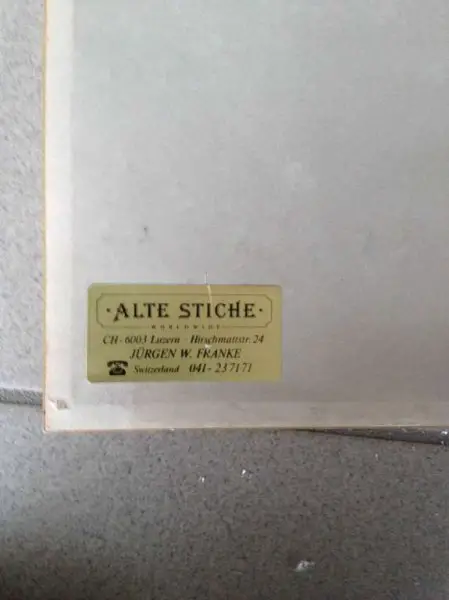 · ALTE STICHE ·
WORLDWIDE
CH - 6003 Luzern Hirschmattstr. 24
JÜRGEN W. FRANKE
Switzerland 041 - 237171